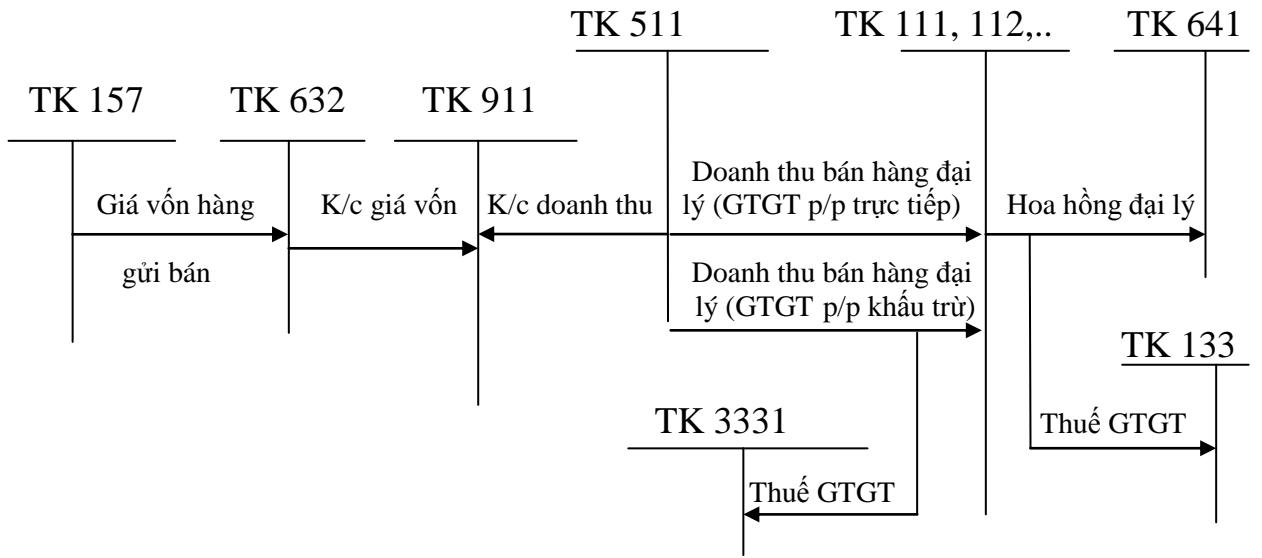 TK 511
TK 111, 112,..
TK 641
TK 157
TK 632
TK 911
Giá vốn hàng
gửi bán
K/c giá vốn
K/c doanh thu
Doanh thu bán hàng đại
lý (GTGT p/p trực tiếp)
Hoa hồng đại lý
Doanh thu bán hàng đại
lý (GTGT p/p khấu trừ)
TK 133
Thuế GTGT
TK 3331
Thuế GTGT